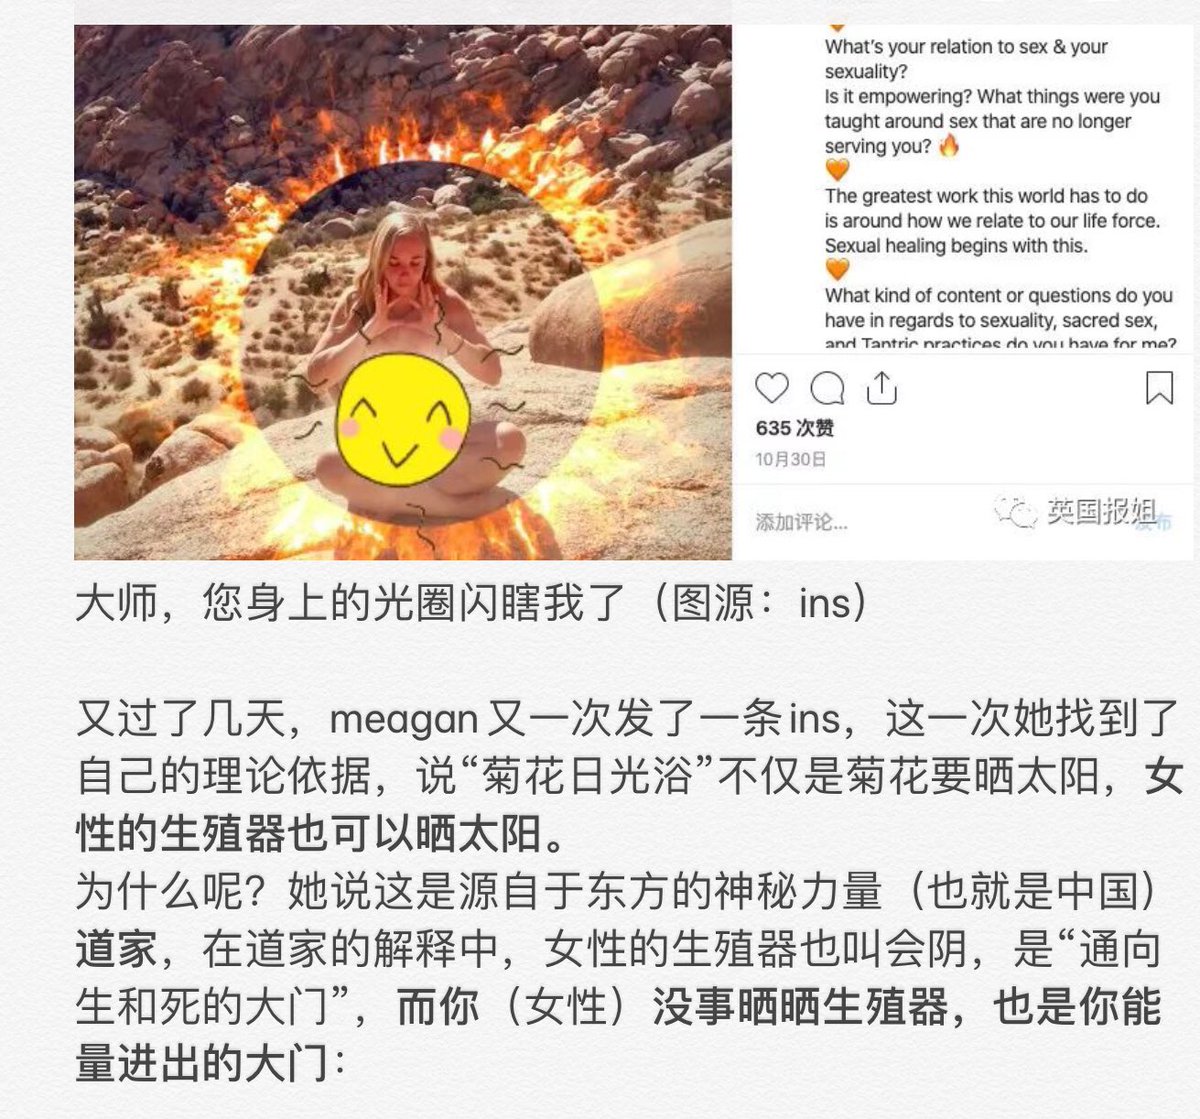 What's your relation to sex & your
sexuality?
Is it empowering? What things were you
taught around sex that are no longer
serving you? 🔥
🧡
The greatest work this world has to do
is around how we relate to our life force.
Sexual healing begins with this.
🧡
What kind of content or questions do you
have in regards to sexuality, sacred sex,
and Tantric practices do you have for me?
635 次赞
10月30日
添加评论...
发布
英国报姐
大师，您身上的光圈闪瞎我了（图源：ins）
又过了几天，meagan又一次发了一条ins，这一次她找到了
自己的理论依据，说“菊花日光浴”不仅是菊花要晒太阳，女
性的生殖器也可以晒太阳。
为什么呢？她说这是源自于东方的神秘力量（也就是中国）
道家，在道家的解释中，女性的生殖器也叫会阴，是“通向
生和死的大门”，而你（女性）没事晒晒生殖器，也是你能
量进出的大门：